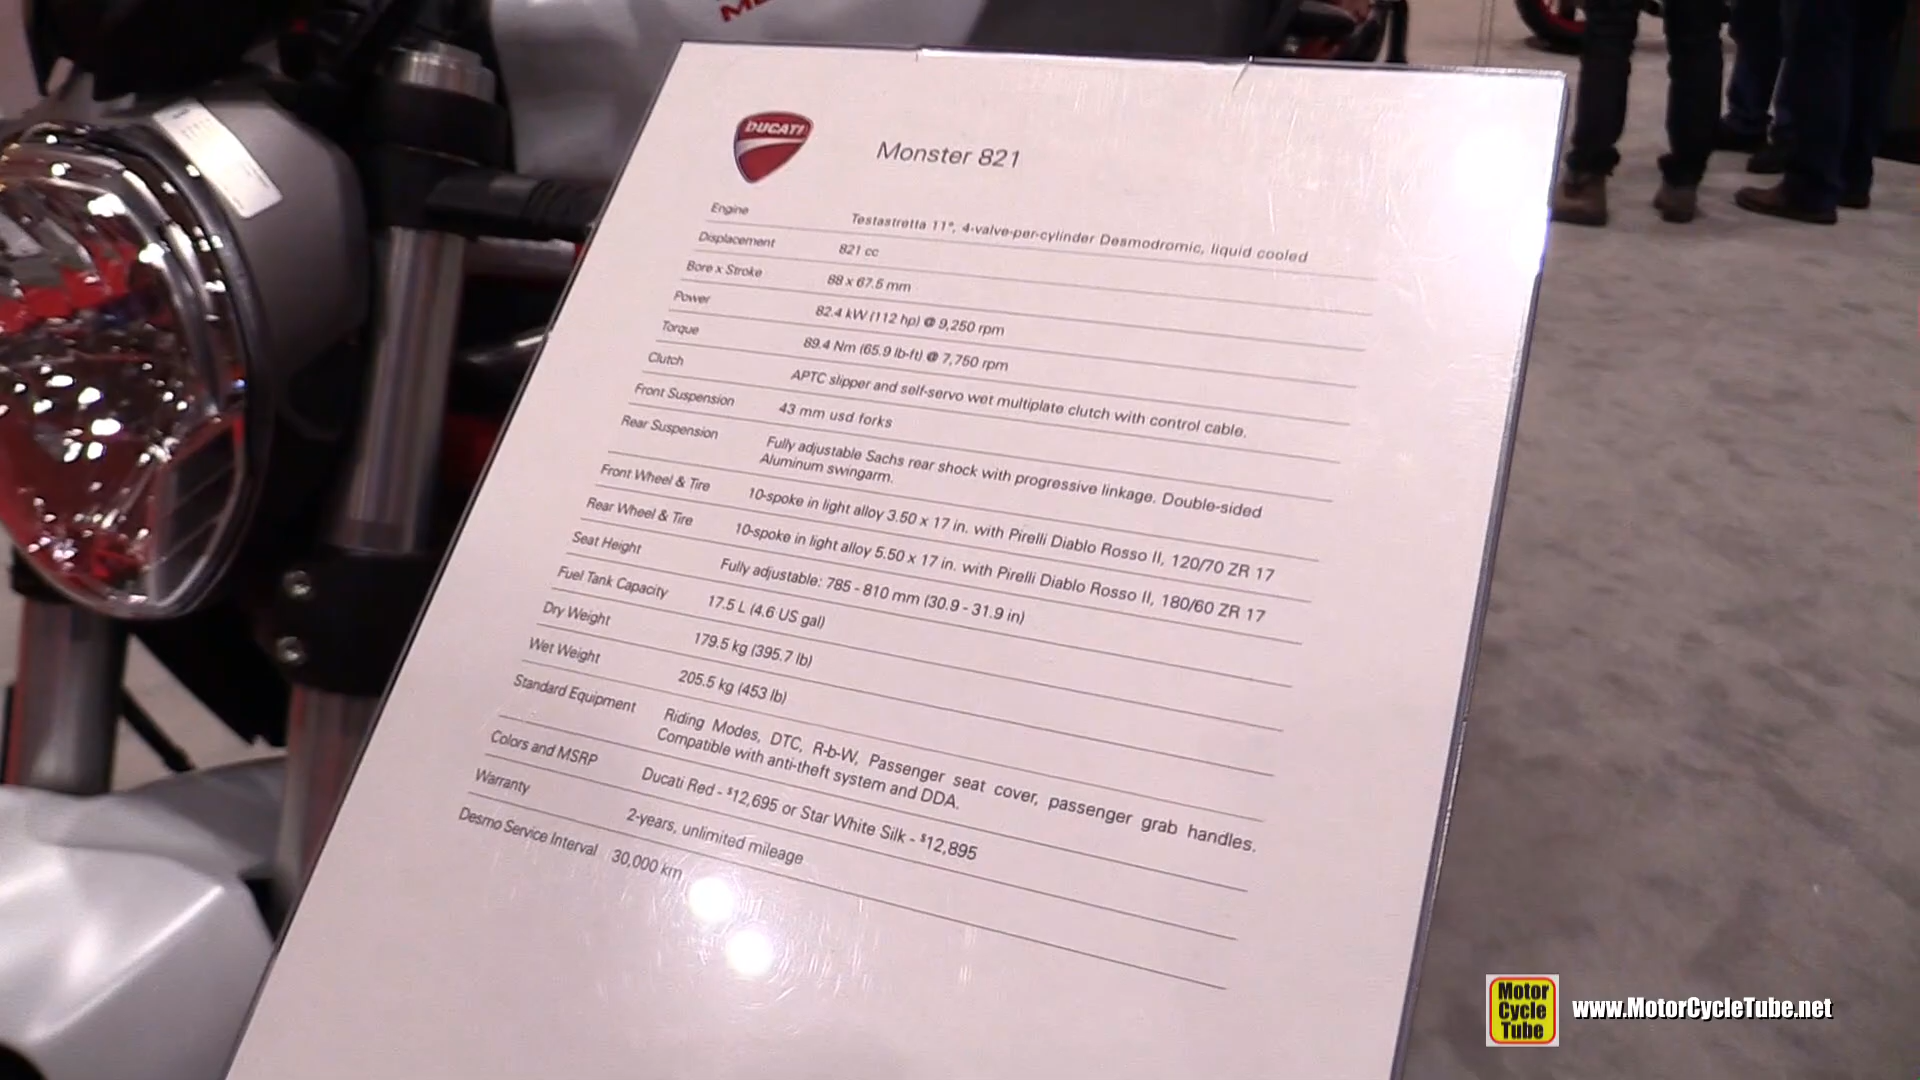 DUCATI
Monster 821
Engine Testastretta 11°, 4-valve-per-cylinder Desmodromic, liquid cooled
Displacement 821 cc
Bore x Stroke 88 x 67.5 mm
Power 82.4 kW (112 hp) @ 9,250 rpm
Torque 89.4 Nm (65.9 lb-ft) @ 7,750 rpm
Clutch APTC slipper and self-servo wet multiplate clutch with control cable.
Front Suspension 43 mm usd forks
Rear Suspension Fully adjustable Sachs rear shock with progressive linkage. Double-sided
Aluminum swingarm.
Front Wheel & Tire 10-spoke in light alloy 3.50 x 17 in. with Pirelli Diablo Rosso II, 120/70 ZR 17
Rear Wheel & Tire 10-spoke in light alloy 5.50 x 17 in. with Pirelli Diablo Rosso II, 180/60 ZR 17
Seat Height Fully adjustable: 785 - 810 mm (30.9 - 31.9 in)
Fuel Tank Capacity 17.5 L (4.6 US gal)
Dry Weight 179.5 kg (395.7 lb)
Wet Weight 205.5 kg (453 lb)
Standard Equipment Riding Modes, DTC, R-b-W, Passenger seat cover, passenger grab handles.
Compatible with anti-theft system and DDA.
Colors and MSRP Ducati Red - $12,695 or Star White Silk - $12,895
Warranty 2-years, unlimited mileage
Desmo Service Interval 30,000 km
Motor
Cycle
Tube
www.MotorCycleTube.net